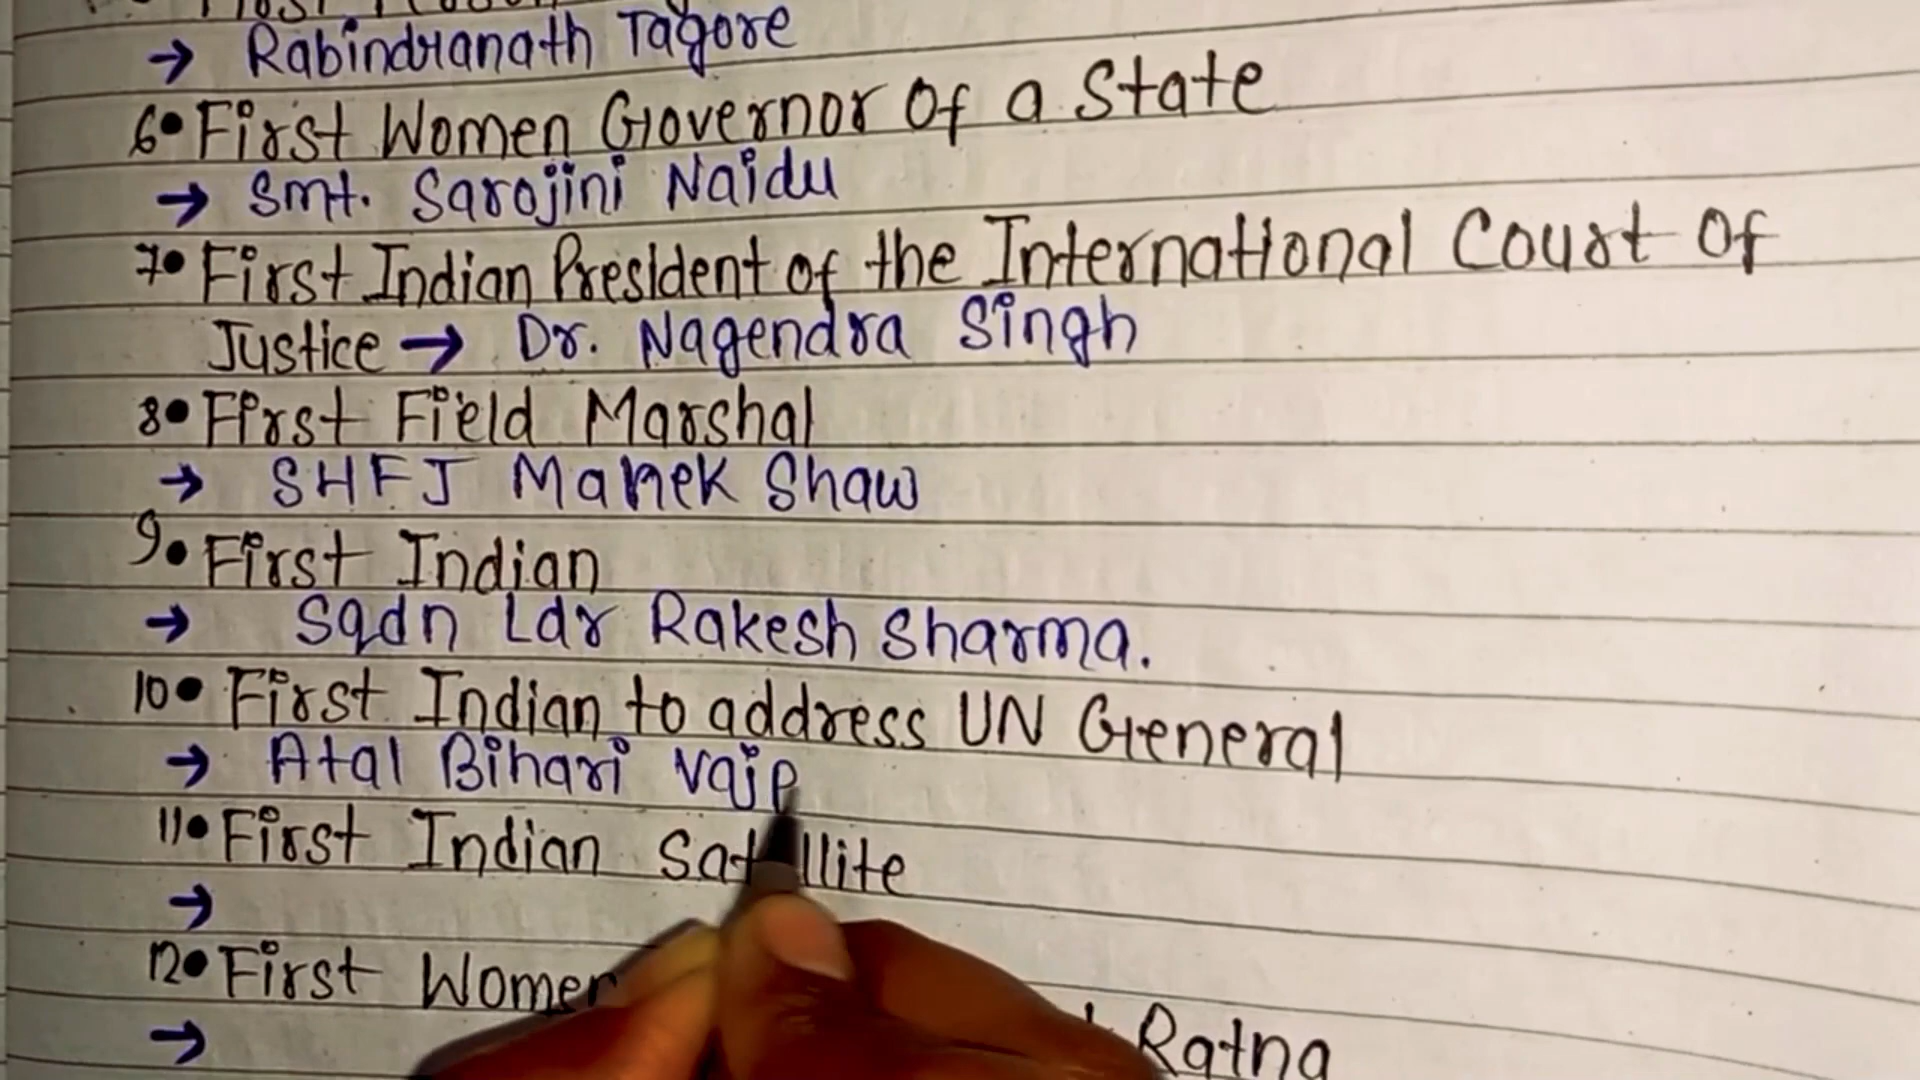 → Rabindranath Tagore
6• First Women Governor Of a State
→ Smt. Sarojini Naidu
7• First Indian President of the International Court Of
Justice → Dr. Nagendra Singh
8• First Field Marshal
→ SHFJ Manek Shaw
9• First Indian
→ Sqdn Ldr Rakesh Sharma.
10• First Indian to address UN General
→ Atal Bihari Vajp
11• First Indian
→
12• First Ratna
→